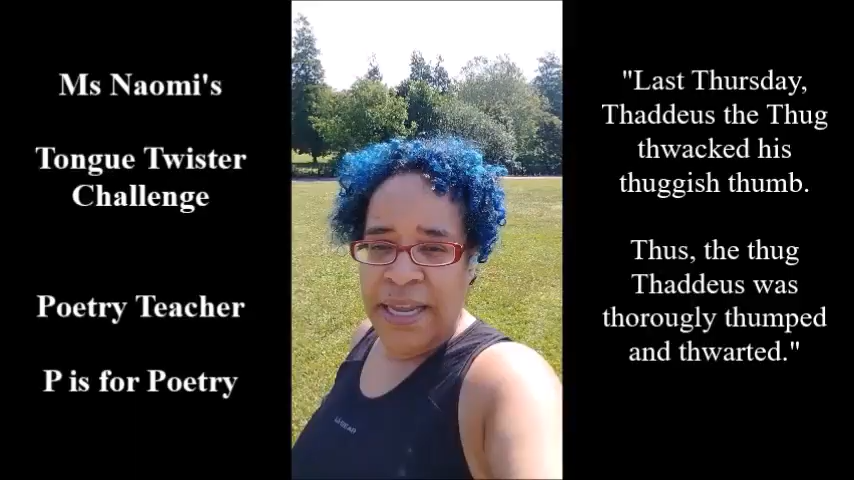 Ms Naomi's
Tongue Twister
Challenge
Poetry Teacher
P is for Poetry
"Last Thursday,
Thaddeus the Thug
thwacked his
thuggish thumb.
Thus, the thug
Thaddeus was
thorougly thumped
and thwarted."